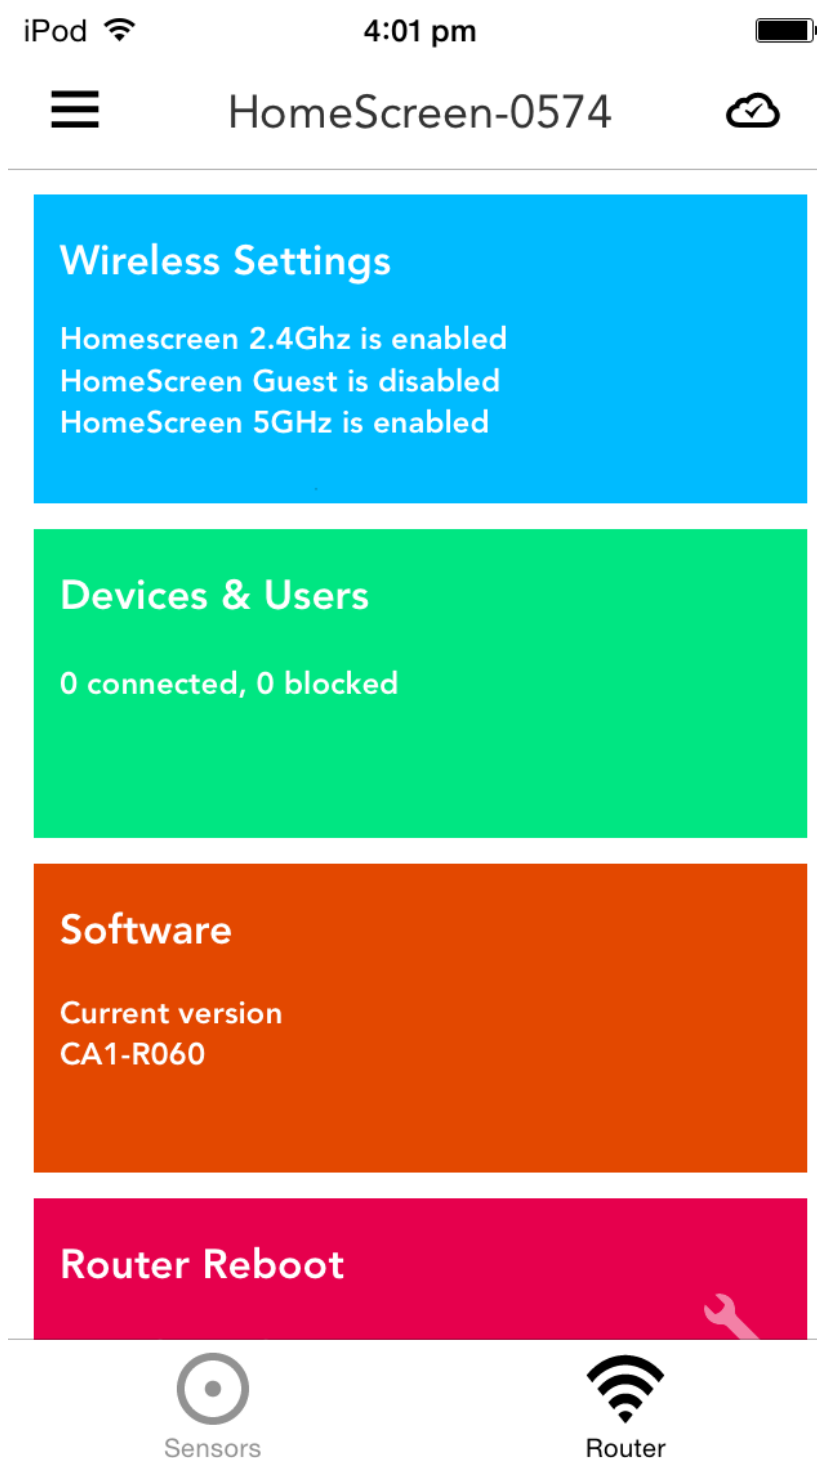 iPod 4:01 pm
HomeScreen-0574
Wireless Settings
Homescreen 2.4Ghz is enabled
HomeScreen Guest is disabled
HomeScreen 5GHz is enabled
Devices & Users
0 connected, 0 blocked
Software
Current version
CA1-R060
Router Reboot
Sensors Router